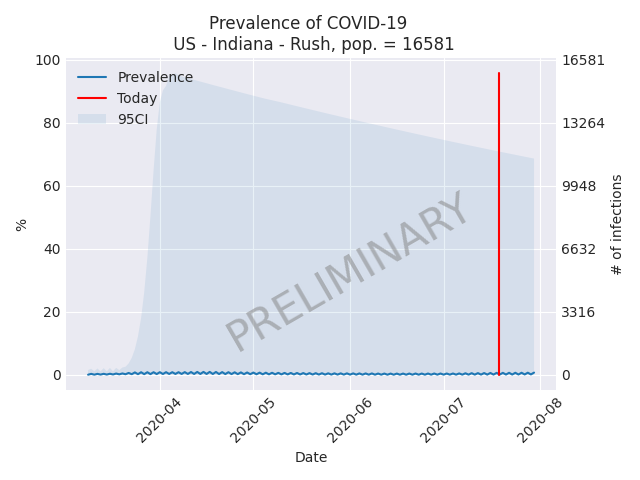 Prevalence of COVID-19
US - Indiana - Rush, pop. = 16581
100
80
60
40
20
0
%
Prevalence
Today
95CI
PRELIMINARY
16581
13264
9948
6632
3316
0
# of infections
2020-04
2020-05
2020-06
2020-07
2020-08
Date